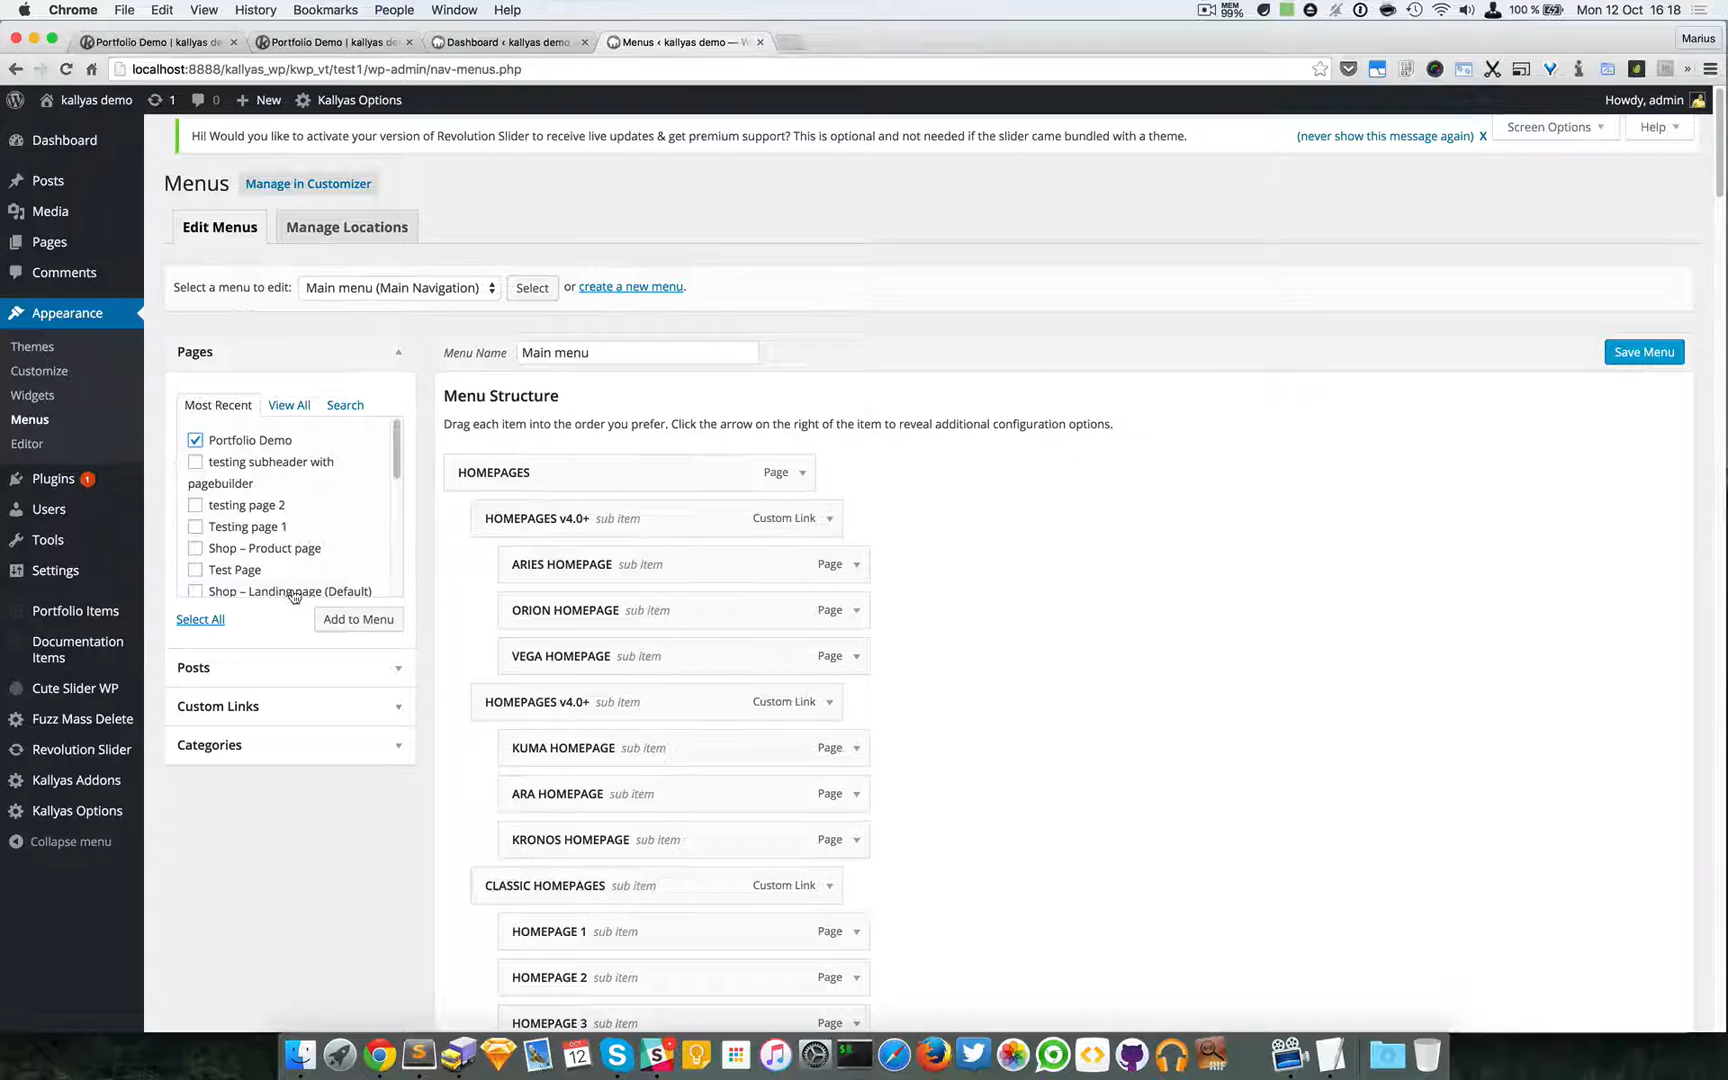 Chrome File Edit View History Bookmarks People Window Help MEM 99% 100 % Mon 12 Oct 16 18
Portfolio Demo | kallyas de Portfolio Demo | kallyas de Dashboard ‹ kallyas demo Menus ‹ kallyas demo — W Marius
localhost:8888/kallyas_wp/kwp_vt/test1/wp-admin/nav-menus.php
kallyas demo 1 0 New Kallyas Options Howdy, admin
Hi! Would you like to activate your version of Revolution Slider to receive live updates & get premium support? This is optional and not needed if the slider came bundled with a theme. (never show this message again) X Screen Options Help
Dashboard
Posts
Media
Pages
Comments
Appearance
Themes
Customize
Widgets
Menus
Editor
Plugins 1
Users
Tools
Settings
Portfolio Items
Documentation
Items
Cute Slider WP
Fuzz Mass Delete
Revolution Slider
Kallyas Addons
Kallyas Options
Collapse menu
Menus Manage in Customizer
Edit Menus Manage Locations
Select a menu to edit: Main menu (Main Navigation) Select or create a new menu.
Pages
Most Recent View All Search
Portfolio Demo
testing subheader with
pagebuilder
testing page 2
Testing page 1
Shop – Product page
Test Page
Shop – Landing page (Default)
Select All Add to Menu
Posts
Custom Links
Categories
Menu Name Main menu Save Menu
Menu Structure
Drag each item into the order you prefer. Click the arrow on the right of the item to reveal additional configuration options.
HOMEPAGES Page
HOMEPAGES v4.0+ sub item Custom Link
ARIES HOMEPAGE sub item Page
ORION HOMEPAGE sub item Page
VEGA HOMEPAGE sub item Page
HOMEPAGES v4.0+ sub item Custom Link
KUMA HOMEPAGE sub item Page
ARA HOMEPAGE sub item Page
KRONOS HOMEPAGE sub item Page
CLASSIC HOMEPAGES sub item Custom Link
HOMEPAGE 1 sub item Page
HOMEPAGE 2 sub item Page
HOMEPAGE 3 sub item Page